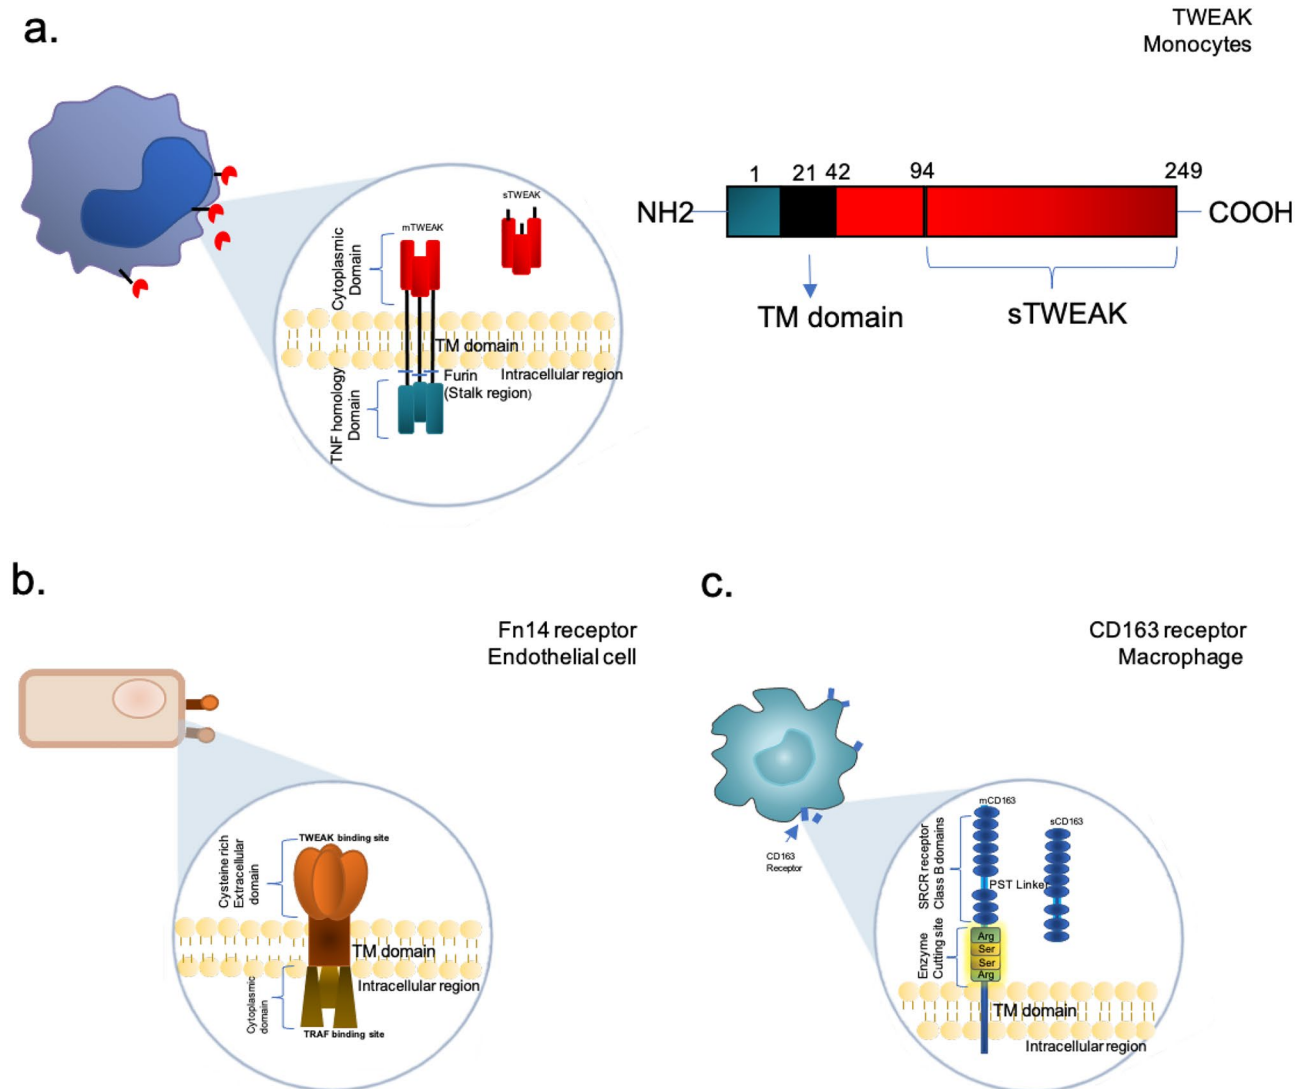 a.
TWEAK
Monocytes
1 21 42 94 249
NH2
COOH
TM domain
sTWEAK
sTWEAK
mTWEAK
Cytoplasmic
Domain
TM domain
Furin
(Stalk region)
Intracellular region
TNF homology
Domain
b.
Fn14 receptor
Endothelial cell
TWEAK binding site
Cysteine rich
Extracellular
domain
TM domain
Intracellular region
Cytoplasmic
domain
TRAF binding site
c.
CD163 receptor
Macrophage
CD163
Receptor
mCD163
sCD163
SRCR receptor
Class B domains
PST Linker
Enzyme
Cutting site
Arg
Ser
Ser
Arg
TM domain
Intracellular region